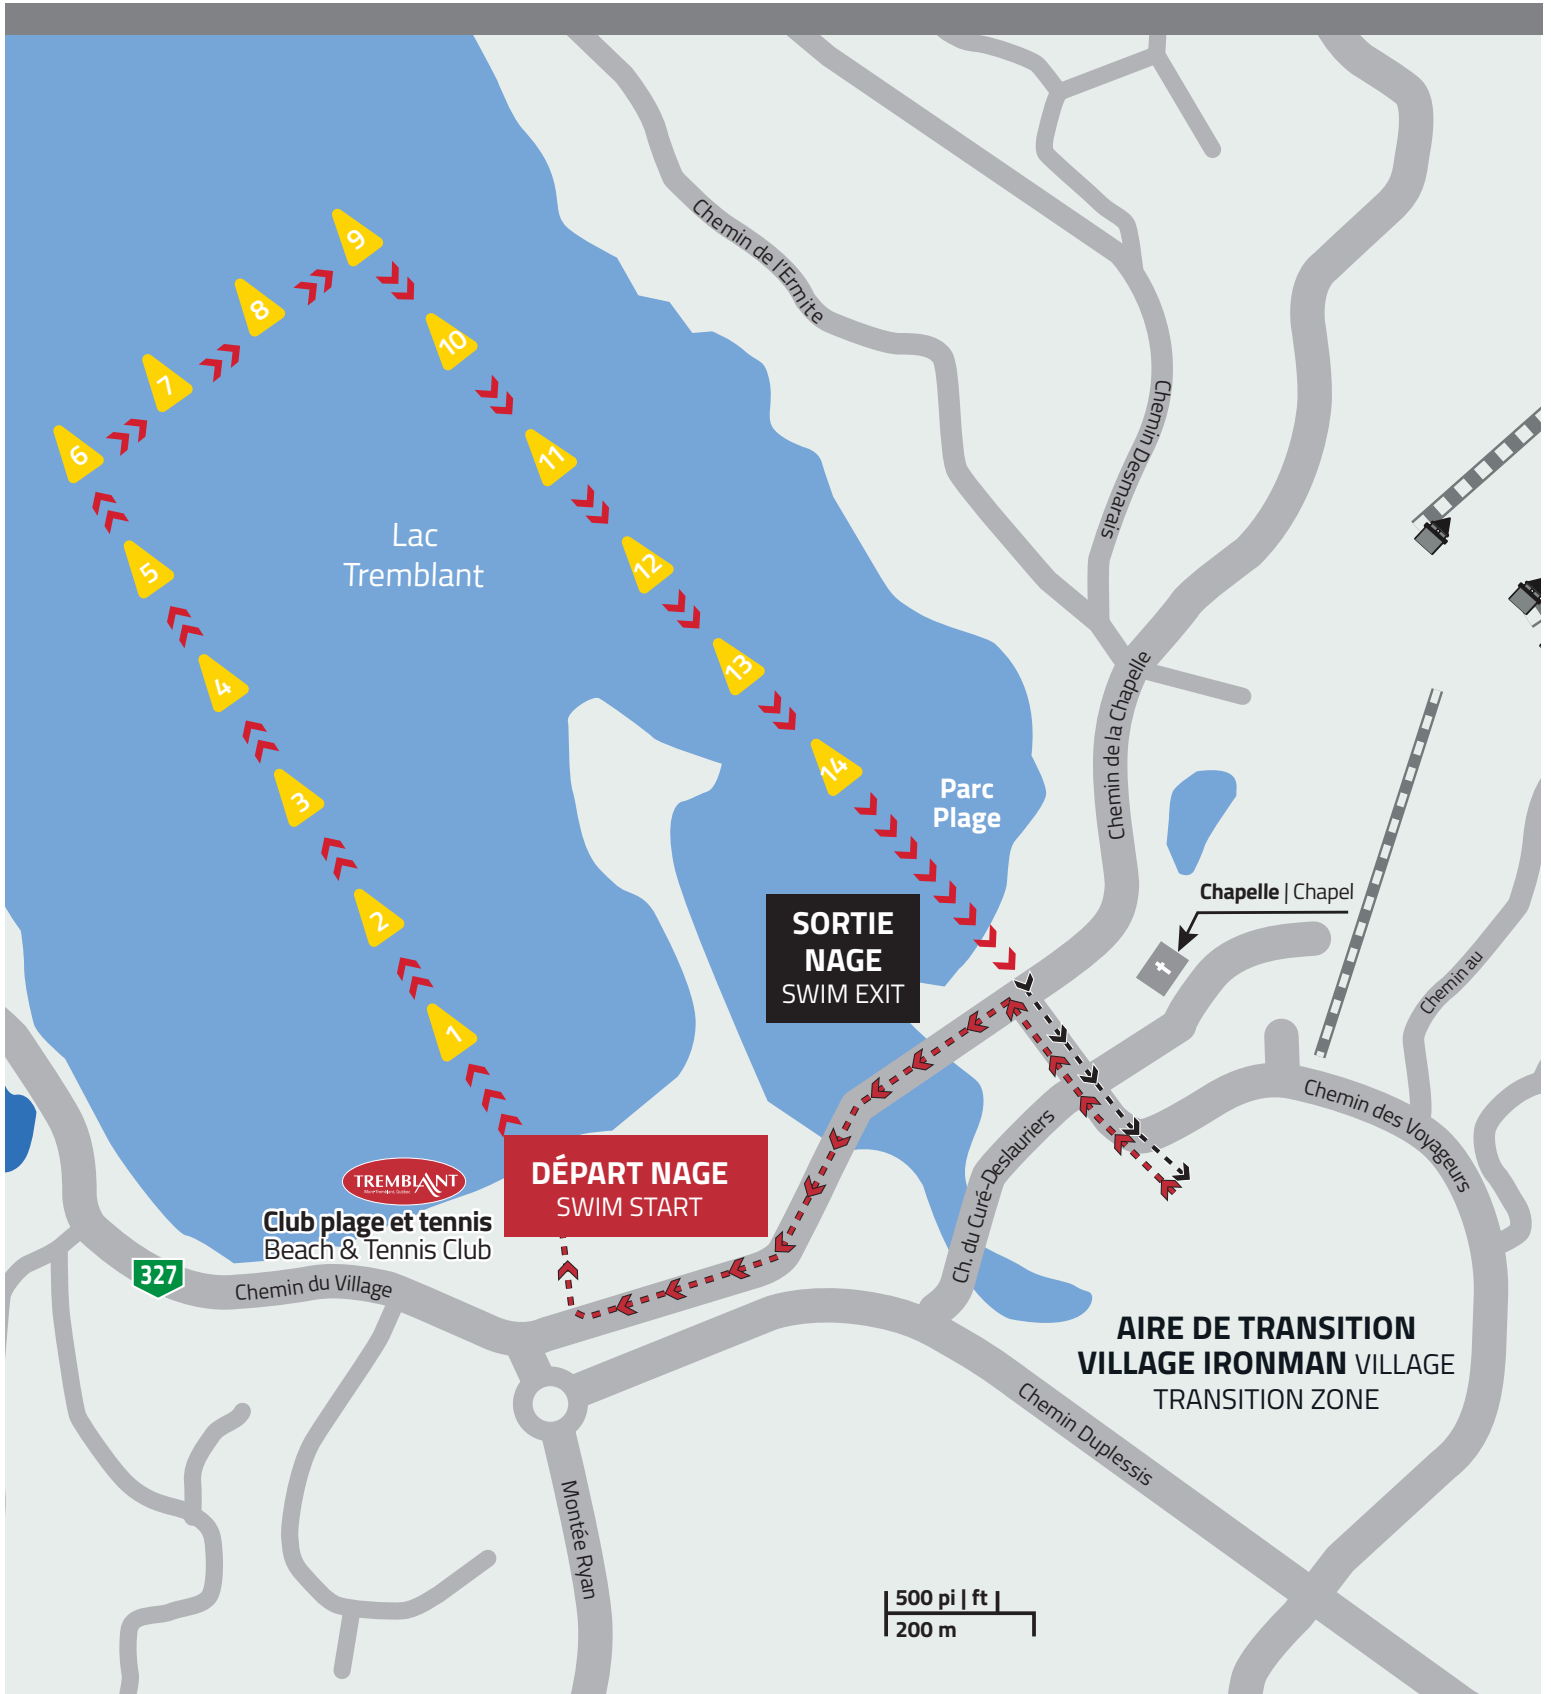 9
8
10
7
6
11
5
12
4
13
3
14
2
1
Chemin de l'Ermite
Chemin Desmarais
Lac
Tremblant
Chemin de la Chapelle
Parc
Plage
Chapelle | Chapel
SORTIE
NAGE
SWIM EXIT
Chemin au
Chemin des Voyageurs
Ch. du Curé-Deslauriers
DÉPART NAGE
SWIM START
TREMBLANT
Club plage et tennis
Beach & Tennis Club
327
Chemin du Village
AIRE DE TRANSITION
VILLAGE IRONMAN VILLAGE
TRANSITION ZONE
Chemin Duplessis
Montée Ryan
500 pi | ft
200 m